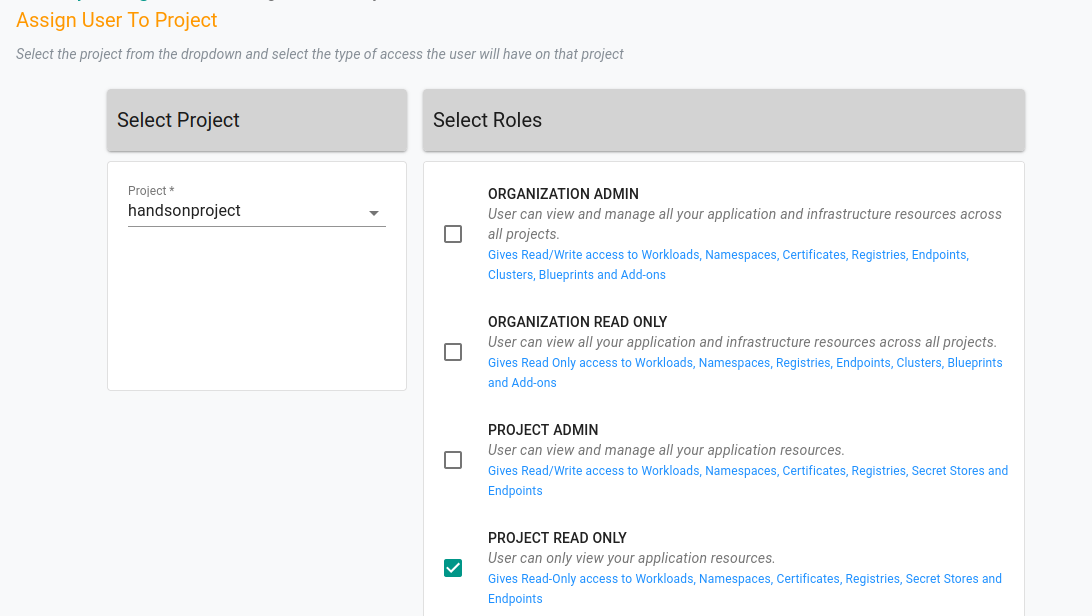 Assign User To Project
Select the project from the dropdown and select the type of access the user will have on that project
Select Project
Project *
handsonproject
Select Roles
ORGANIZATION ADMIN
User can view and manage all your application and infrastructure resources across
all projects.
Gives Read/Write access to Workloads, Namespaces, Certificates, Registries, Endpoints,
Clusters, Blueprints and Add-ons
ORGANIZATION READ ONLY
User can view all your application and infrastructure resources across all projects.
Gives Read Only access to Workloads, Namespaces, Registries, Endpoints, Clusters, Blueprints
and Add-ons
PROJECT ADMIN
User can view and manage all your application resources.
Gives Read/Write access to Workloads, Namespaces, Certificates, Registries, Secret Stores and
Endpoints
PROJECT READ ONLY
User can only view your application resources.
Gives Read-Only access to Workloads, Namespaces, Certificates, Registries, Secret Stores and
Endpoints